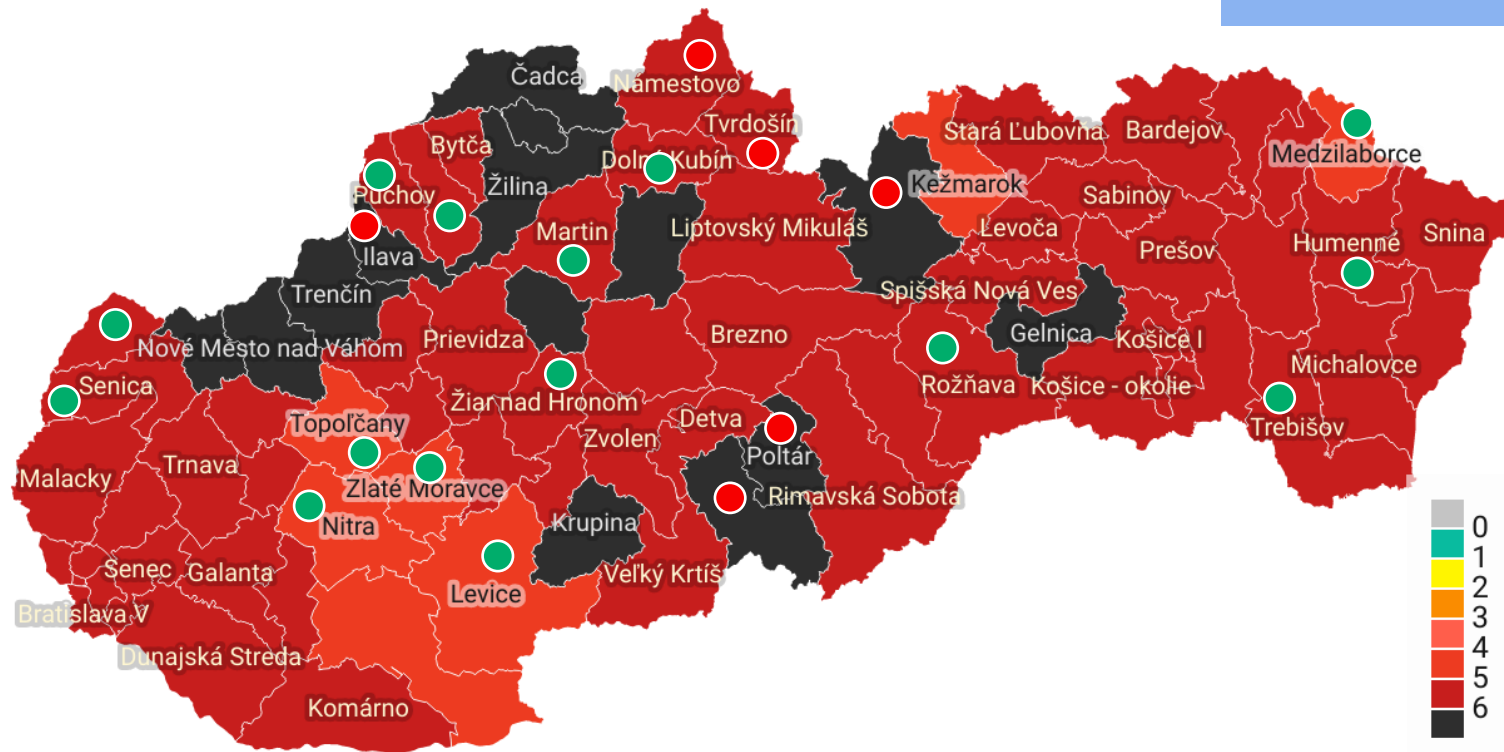 Čadca
Námestovo
Tvrdošín
Stará Ľubovňa
Bardejov
Bytča
Dolný Kubín
Medzilaborce
Púchov
Žilina
Kežmarok
Sabinov
Martin
Liptovský Mikuláš
Levoča
Snina
Ilava
Prešov
Humenné
Trenčín
Spišská Nová Ves
Nové Mesto nad Váhom
Prievidza
Brezno
Gelnica
Košice I
Senica
Michalovce
Rožňava
Košice - okolie
Žiar nad Hronom
Topoľčany
Detva
Zvolen
Trebišov
Poltár
Trnava
Malacky
Zlaté Moravce
Rimavská Sobota
Nitra
Krupina
Senec
Galanta
Veľký Krtíš
Levice
Bratislava V
Dunajská Streda
Komárno
0
1
2
3
4
5
6